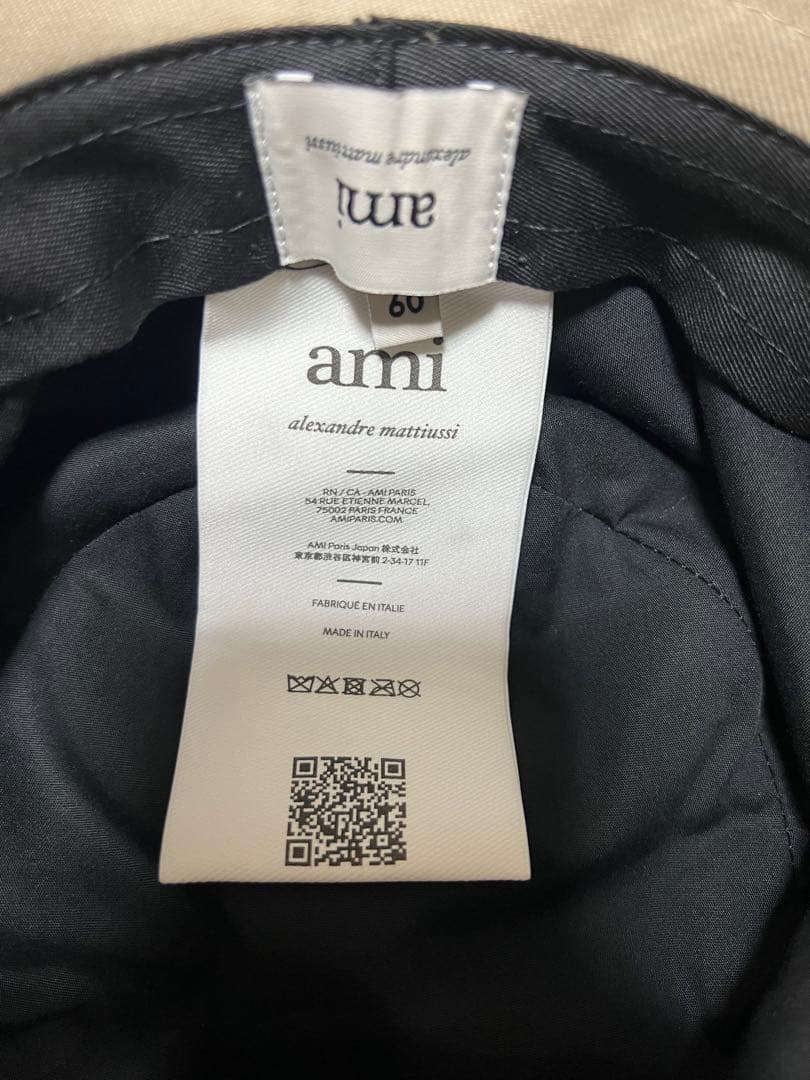 alexandre mattiussi
ami
60
ami
alexandre mattiussi
RN / CA - AMI PARIS
54 RUE ETIENNE MARCEL,
75002 PARIS FRANCE
AMIPARIS.COM
AMI Paris Japan 株式会社
東京都渋谷区神宮前 2-34-17 11F
FABRIQUÉ EN ITALIE
MADE IN ITALY